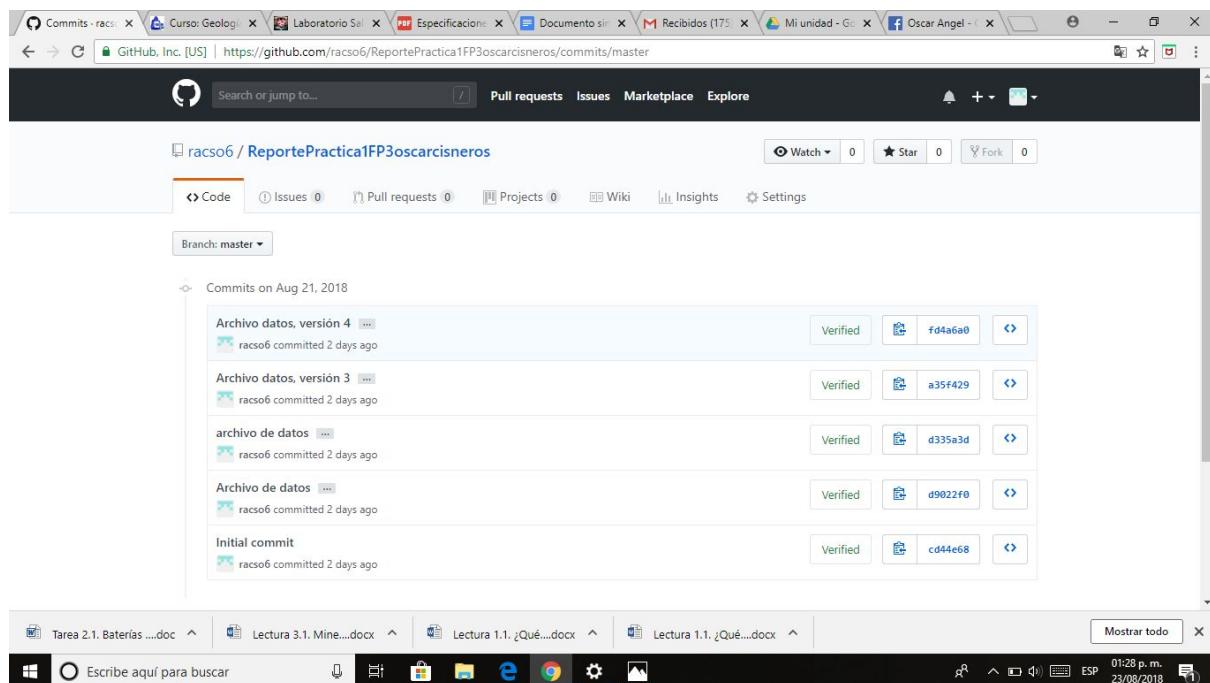 Commits · racso
Curso: Geologí
Laboratorio Sal
Especificacione
Documento sin
Recibidos (175
Mi unidad - Go
Oscar Angel - (
GitHub, Inc. [US] | https://github.com/racso6/ReportePractica1FP3oscarcisneros/commits/master
Search or jump to... / Pull requests Issues Marketplace Explore
racso6 / ReportePractica1FP3oscarcisneros Watch 0 Star 0 Fork 0
Code Issues 0 Pull requests 0 Projects 0 Wiki Insights Settings
Branch: master
Commits on Aug 21, 2018
Archivo datos, versión 4 ...
racso6 committed 2 days ago
Verified fd4a6a0
Archivo datos, versión 3 ...
racso6 committed 2 days ago
Verified a35f429
archivo de datos ...
racso6 committed 2 days ago
Verified d335a3d
Archivo de datos ...
racso6 committed 2 days ago
Verified d9022f0
Initial commit
racso6 committed 2 days ago
Verified cd44e68
Tarea 2.1. Baterías ....doc Lectura 3.1. Mine....docx Lectura 1.1. ¿Qué....docx Lectura 1.1. ¿Qué....docx Mostrar todo
Escribe aquí para buscar ESP 01:28 p. m.
23/08/2018